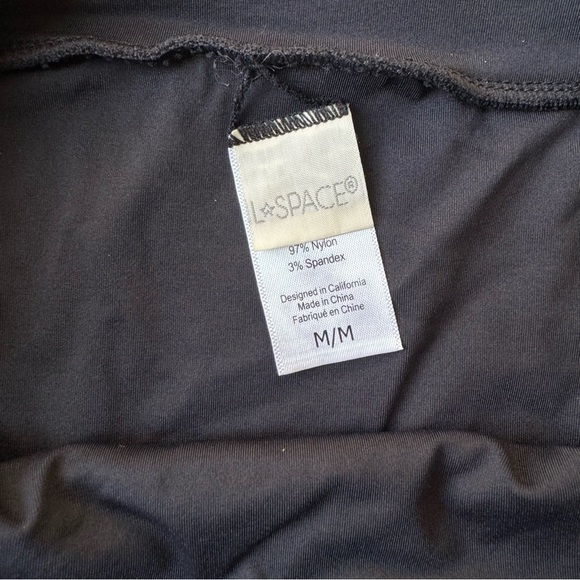 L☆SPACE®
97% Nylon
3% Spandex
Designed in California
Made in China
Fabriqué en Chine
M/M